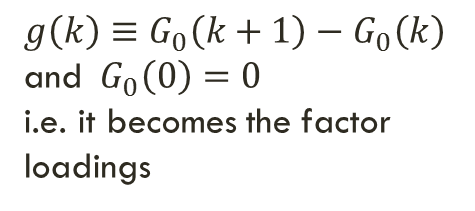 g(k) ≡ G₀(k + 1) − G₀(k)
and G₀(0) = 0
i.e. it becomes the factor
loadings